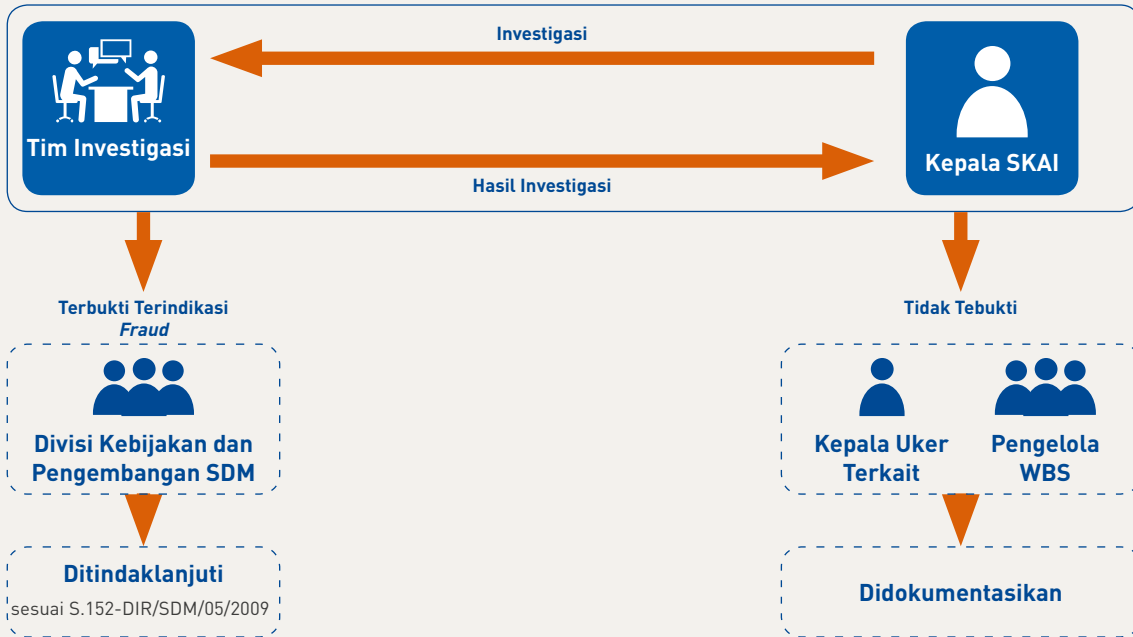 Investigasi
Tim Investigasi
Kepala SKAI
Hasil Investigasi
Terbukti Terindikasi
Fraud
Tidak Tebukti
Divisi Kebijakan dan
Pengembangan SDM
Kepala Uker
Terkait
Pengelola
WBS
Ditindaklanjuti
sesuai S.152-DIR/SDM/05/2009
Didokumentasikan